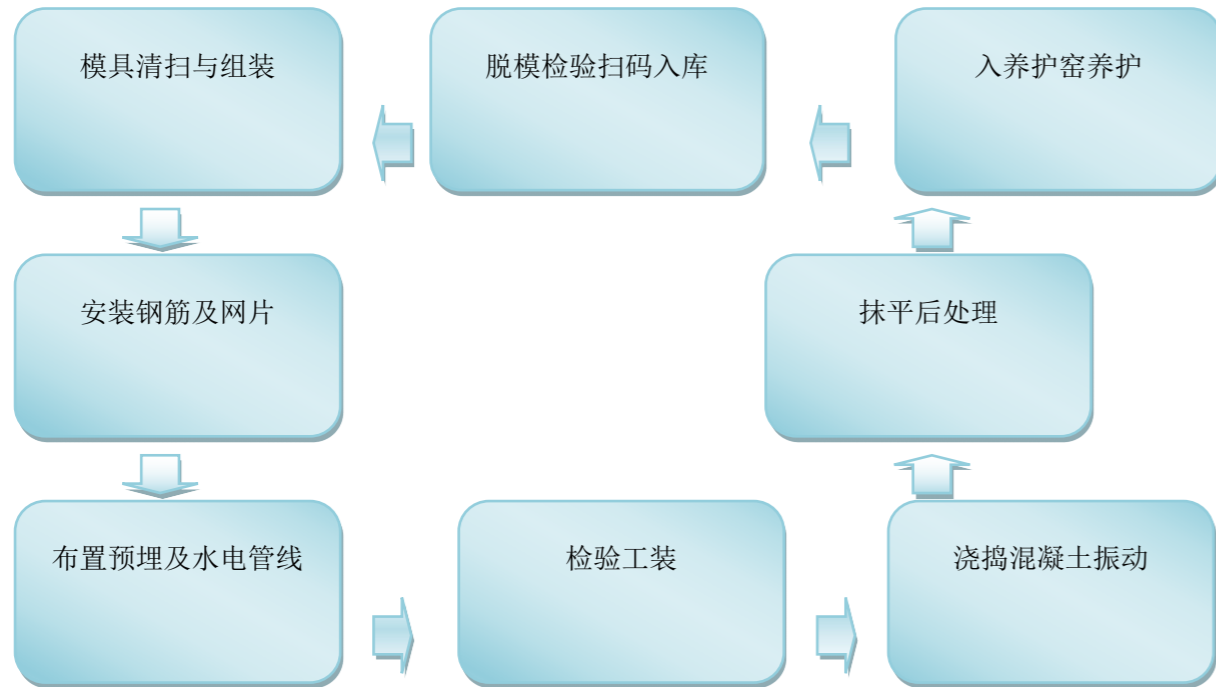 模具清扫与组装
脱模检验扫码入库
入养护窑养护
安装钢筋及网片
抹平后处理
布置预埋及水电管线
检验工装
浇捣混凝土振动